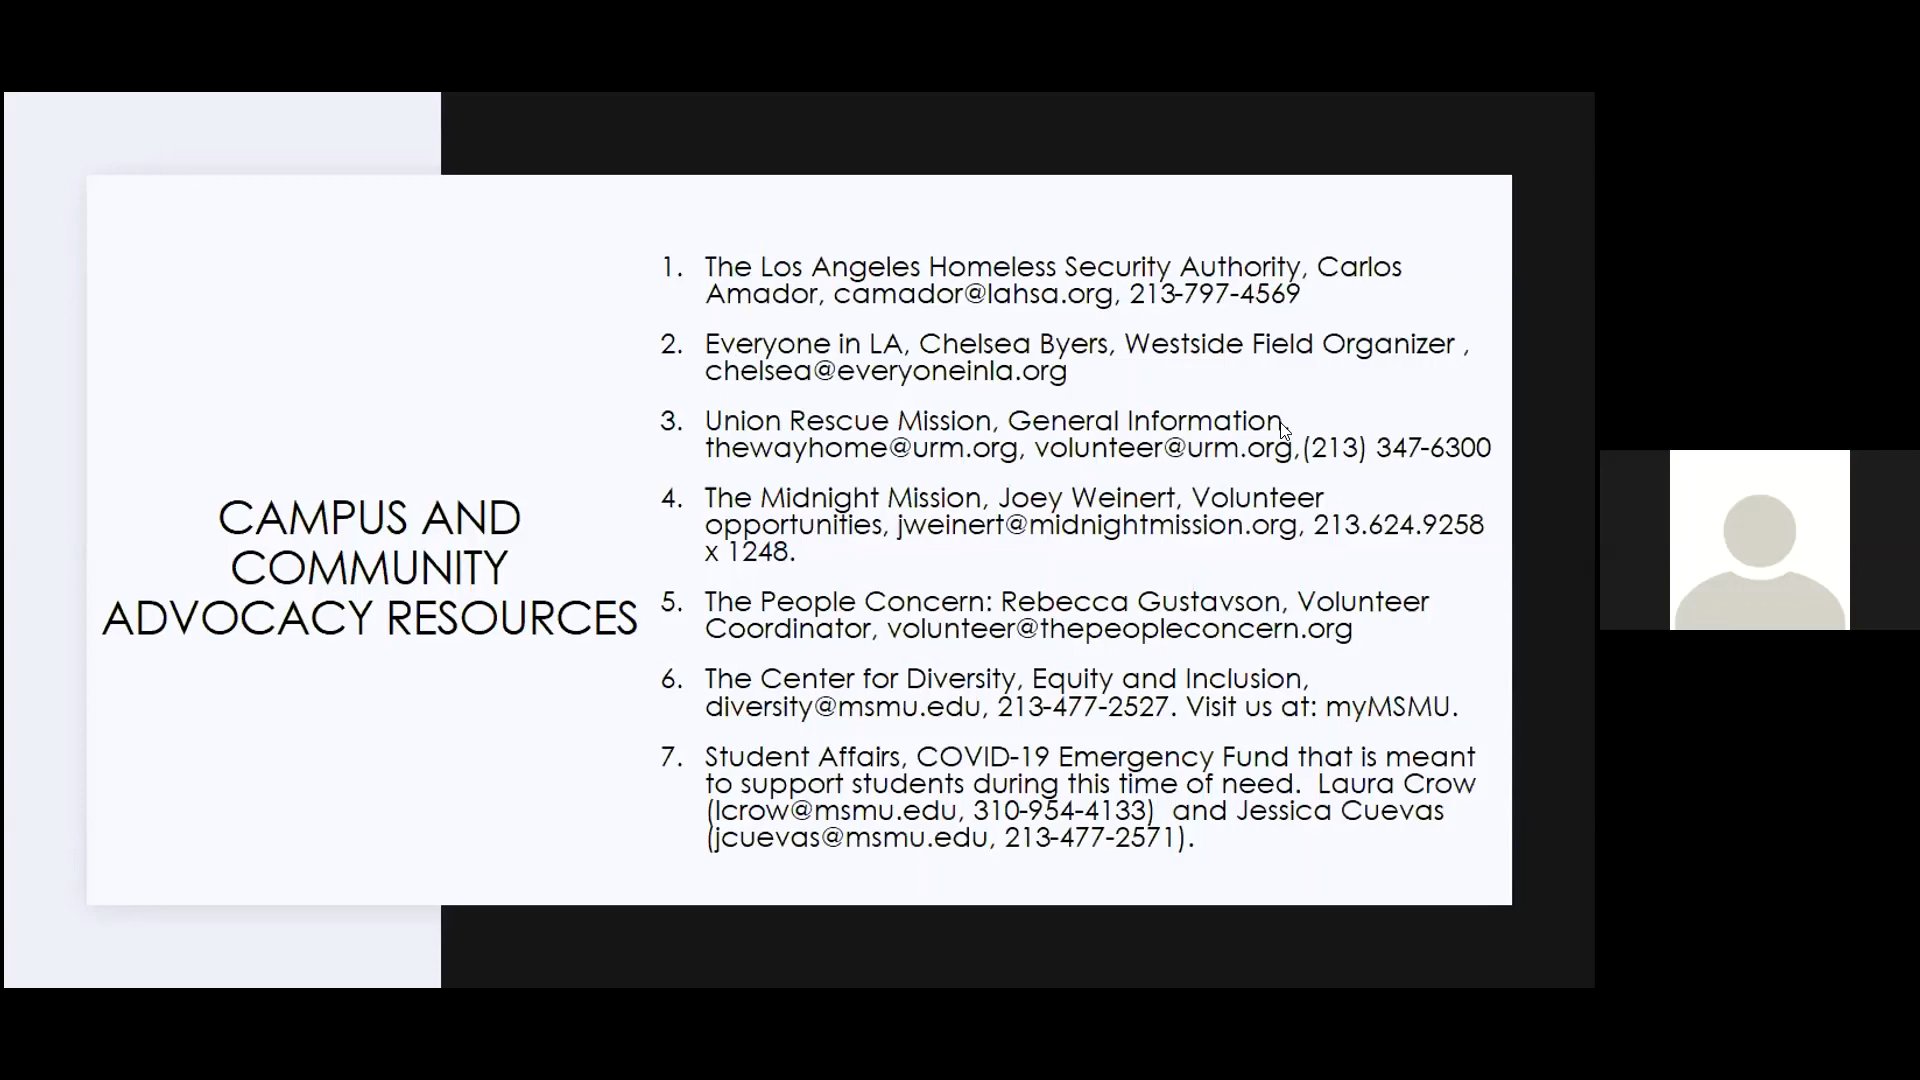 CAMPUS AND
COMMUNITY
ADVOCACY RESOURCES
1. The Los Angeles Homeless Security Authority, Carlos
Amador, camador@lahsa.org, 213-797-4569
2. Everyone in LA, Chelsea Byers, Westside Field Organizer ,
chelsea@everyoneinla.org
3. Union Rescue Mission, General Information,
thewayhome@urm.org, volunteer@urm.org,(213) 347-6300
4. The Midnight Mission, Joey Weinert, Volunteer
opportunities, jweinert@midnightmission.org, 213.624.9258
x 1248.
5. The People Concern: Rebecca Gustavson, Volunteer
Coordinator, volunteer@thepeopleconcern.org
6. The Center for Diversity, Equity and Inclusion,
diversity@msmu.edu, 213-477-2527. Visit us at: myMSMU.
7. Student Affairs, COVID-19 Emergency Fund that is meant
to support students during this time of need.  Laura Crow
(lcrow@msmu.edu, 310-954-4133)  and Jessica Cuevas
(jcuevas@msmu.edu, 213-477-2571).